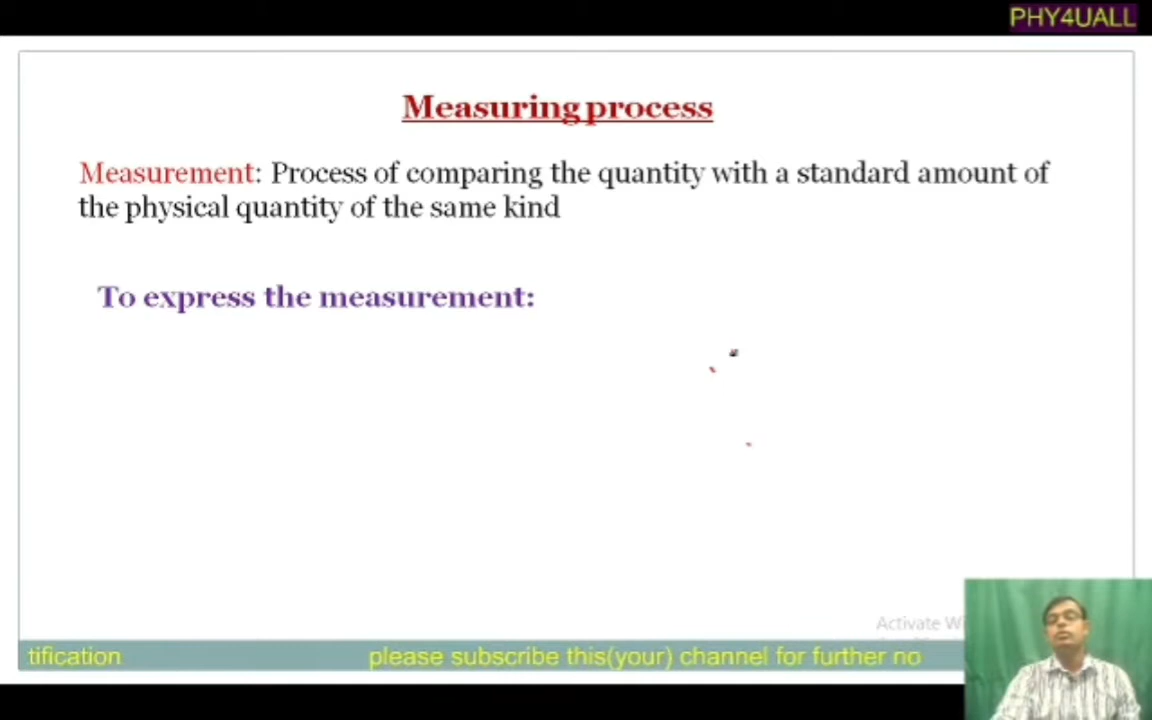 PHY4UALL
Measuring process
Measurement: Process of comparing the quantity with a standard amount of
the physical quantity of the same kind
To express the measurement:
Activate Wi
tification please subscribe this(your) channel for further no